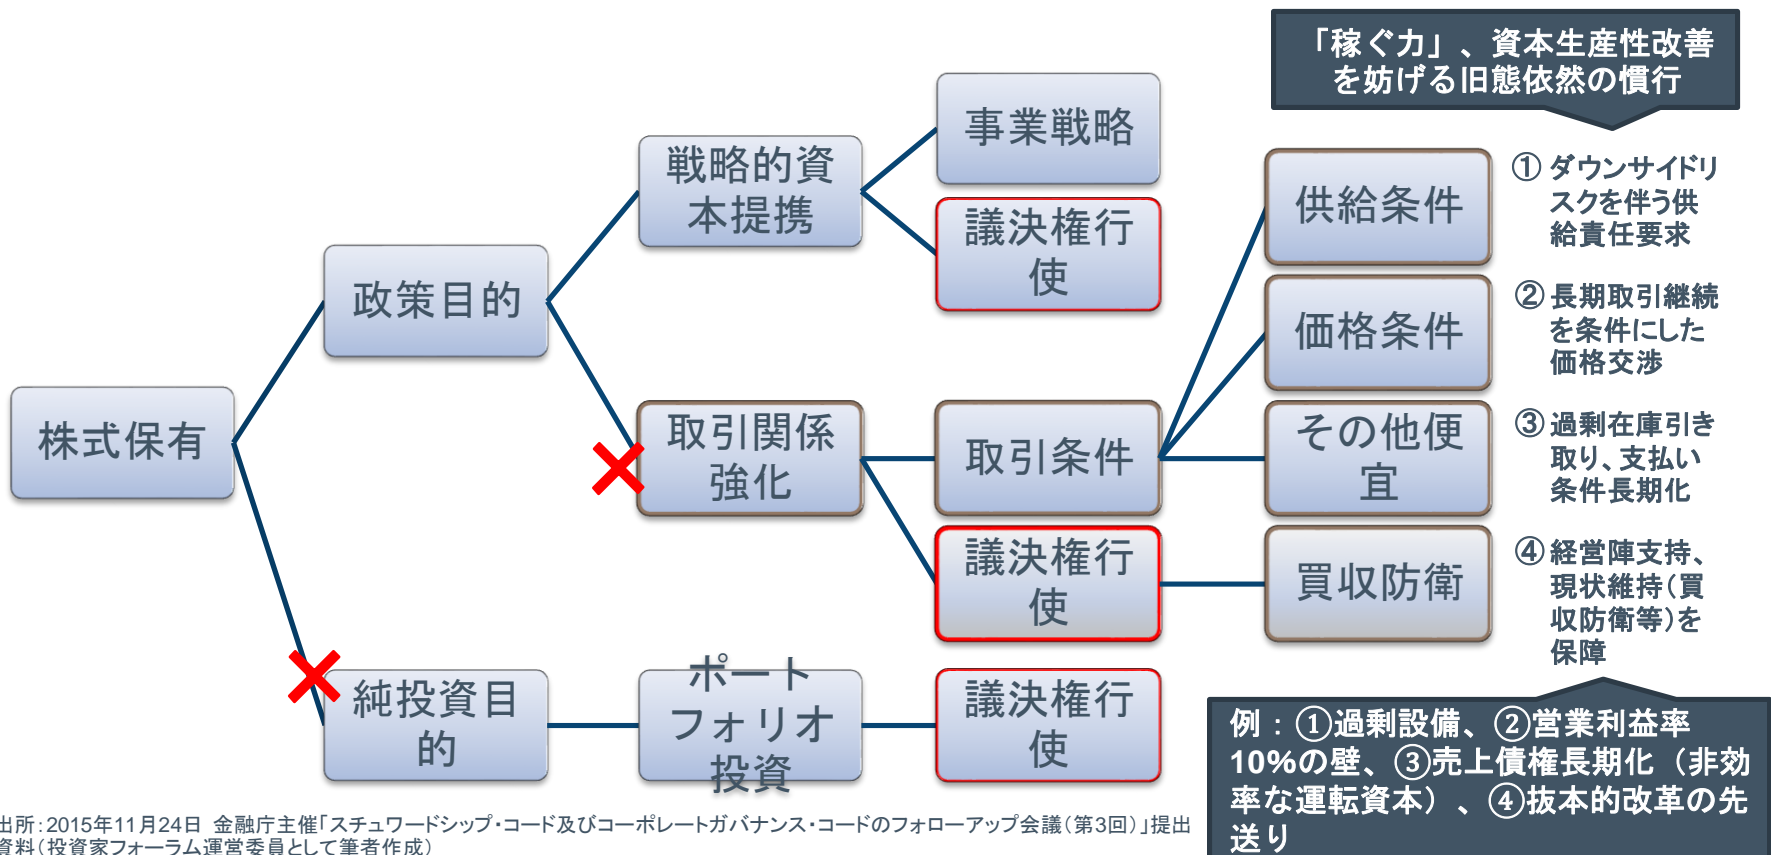 「稼ぐ力」、資本生産性改善
を妨げる旧態依然の慣行
株式保有
政策目的
純投資目
的
戦略的資
本提携
取引関係
強化
ポート
フォリオ
投資
事業戦略
議決権行
使
取引条件
議決権行
使
議決権行
使
供給条件
価格条件
その他便
宜
買収防衛
① ダウンサイドリ
スクを伴う供
給責任要求
② 長期取引継続
を条件にした
価格交渉
③ 過剰在庫引き
取り、支払い
条件長期化
④ 経営陣支持、
現状維持(買
収防衛等)を
保障
例:①過剰設備、②営業利益率
10%の壁、③売上債権長期化(非効
率な運転資本)、④抜本的改革の先
送り
出所:2015年11月24日 金融庁主催「スチュワードシップ・コード及びコーポレートガバナンス・コードのフォローアップ会議(第3回)」提出
資料(投資家フォーラム運営委員として筆者作成)